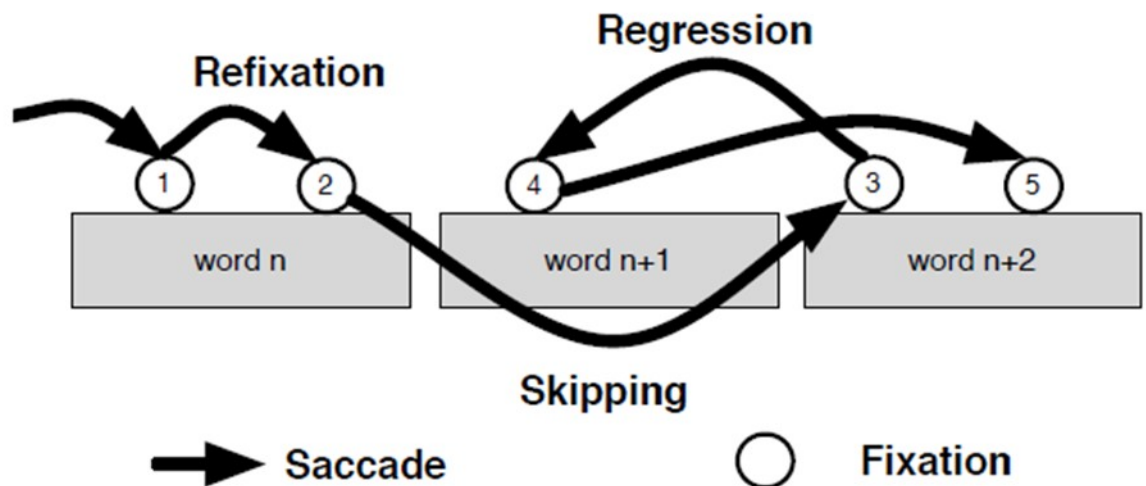 Regression
Refixation
1 2 4 3 5
word n word n+1 word n+2
Skipping
Saccade Fixation